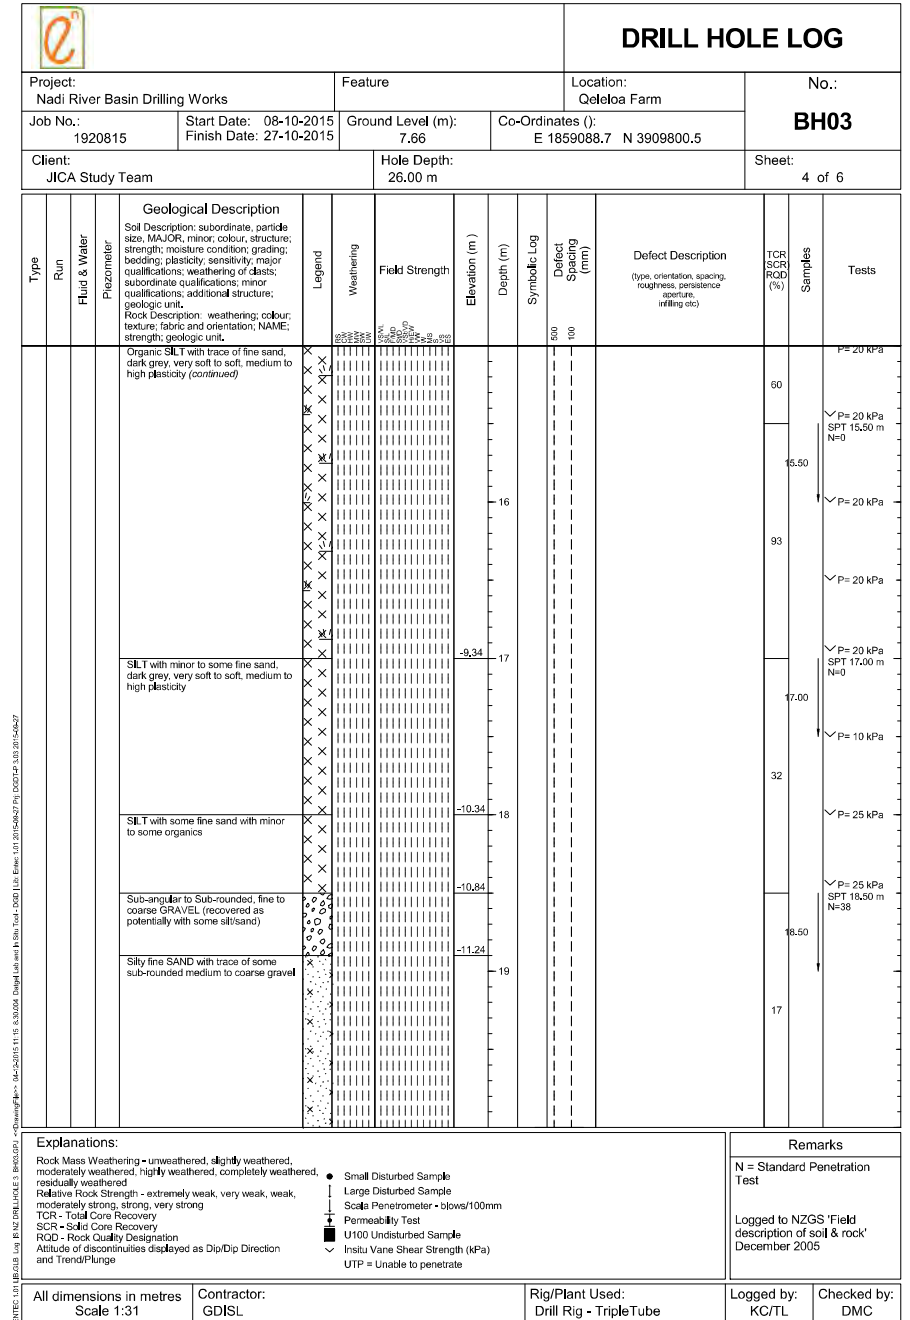 en
DRILL HOLE LOG
Project:
Nadi River Basin Drilling Works
Feature
Location:
Qeleloa Farm
No.:
BH03
Job No.:
1920815
Start Date: 08-10-2015
Finish Date: 27-10-2015
Ground Level (m):
7.66
Co-Ordinates ():
E 1859088.7 N 3909800.5
Client:
JICA Study Team
Hole Depth:
26.00 m
Sheet:
4 of 6
Type
Run
Fluid & Water
Piezometer
Geological Description
Soil Description: subordinate, particle
size, MAJOR, minor; colour, structure;
strength; moisture condition; grading;
bedding; plasticity; sensitivity; major
qualifications; weathering of clasts;
subordinate qualifications; minor
qualifications; additional structure;
geologic unit.
Rock Description: weathering; colour;
texture; fabric and orientation; NAME;
strength; geologic unit.
Legend
Weathering
RS
CW
HW
MW
SW
UW
Field Strength
Elevation (m)
Depth (m)
Symbolic Log
Defect
Spacing
(mm)
500
100
Defect Description
(type, orientation, spacing,
roughness, persistence
aperture,
infilling etc)
TCR
(SCR)
RQD
(%)
Samples
Tests
Organic SILT with trace of fine sand,
dark grey, very soft to soft, medium to
high plasticity (continued)
P= 20 kPa
60
P= 20 kPa
SPT 15.50 m
N=0
15.50
16
P= 20 kPa
93
P= 20 kPa
P= 20 kPa
-9.34
17
SILT with minor to some fine sand,
dark grey, very soft to soft, medium to
high plasticity
SPT 17.00 m
N=0
17.00
P= 10 kPa
32
-10.34
18
P= 25 kPa
SILT with some fine sand with minor
to some organics
P= 25 kPa
-10.84
Sub-angular to Sub-rounded, fine to
coarse GRAVEL (recovered as
potentially with some silt/sand)
SPT 18.50 m
N=38
18.50
-11.24
Silty fine SAND with trace of some
sub-rounded medium to coarse gravel
19
17
Explanations:
Rock Mass Weathering - unweathered, slightly weathered,
moderately weathered, highly weathered, completely weathered,
residually weathered
Relative Rock Strength - extremely weak, very weak, weak,
moderately strong, strong, very strong
TCR - Total Core Recovery
SCR - Solid Core Recovery
RQD - Rock Quality Designation
Attitude of discontinuities displayed as Dip/Dip Direction
and Trend/Plunge
Small Disturbed Sample
Large Disturbed Sample
Scala Penetrometer - blows/100mm
Permeability Test
U100 Undisturbed Sample
Insitu Vane Shear Strength (kPa)
UTP = Unable to penetrate
Remarks
N = Standard Penetration
Test
Logged to NZGS 'Field
description of soil & rock'
December 2005
All dimensions in metres
Scale 1:31
Contractor:
GDISL
Rig/Plant Used:
Drill Rig - TripleTube
Logged by:
KC/TL
Checked by:
DMC